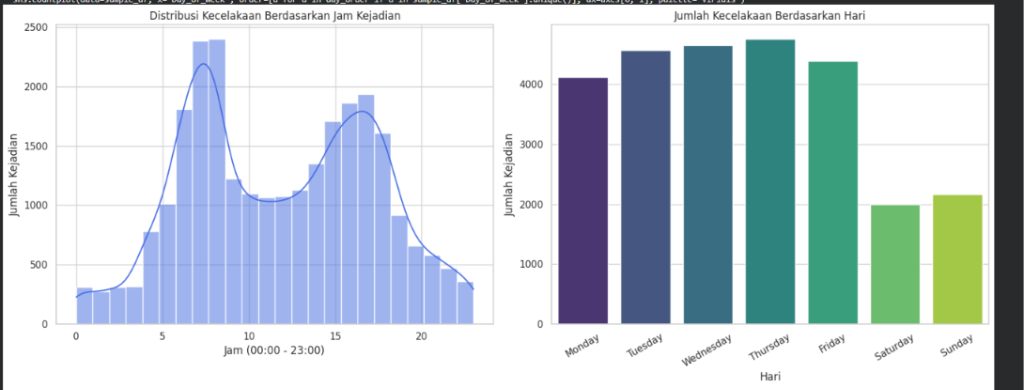 Distribusi Kecelakaan Berdasarkan Jam Kejadian
2500
2000
1500
1000
500
0
Jumlah Kejadian
0 5 10 15 20
Jam (00:00 - 23:00)
Jumlah Kecelakaan Berdasarkan Hari
4000
3000
2000
1000
0
Jumlah Kejadian
Monday Tuesday Wednesday Thursday Friday Saturday Sunday
Hari